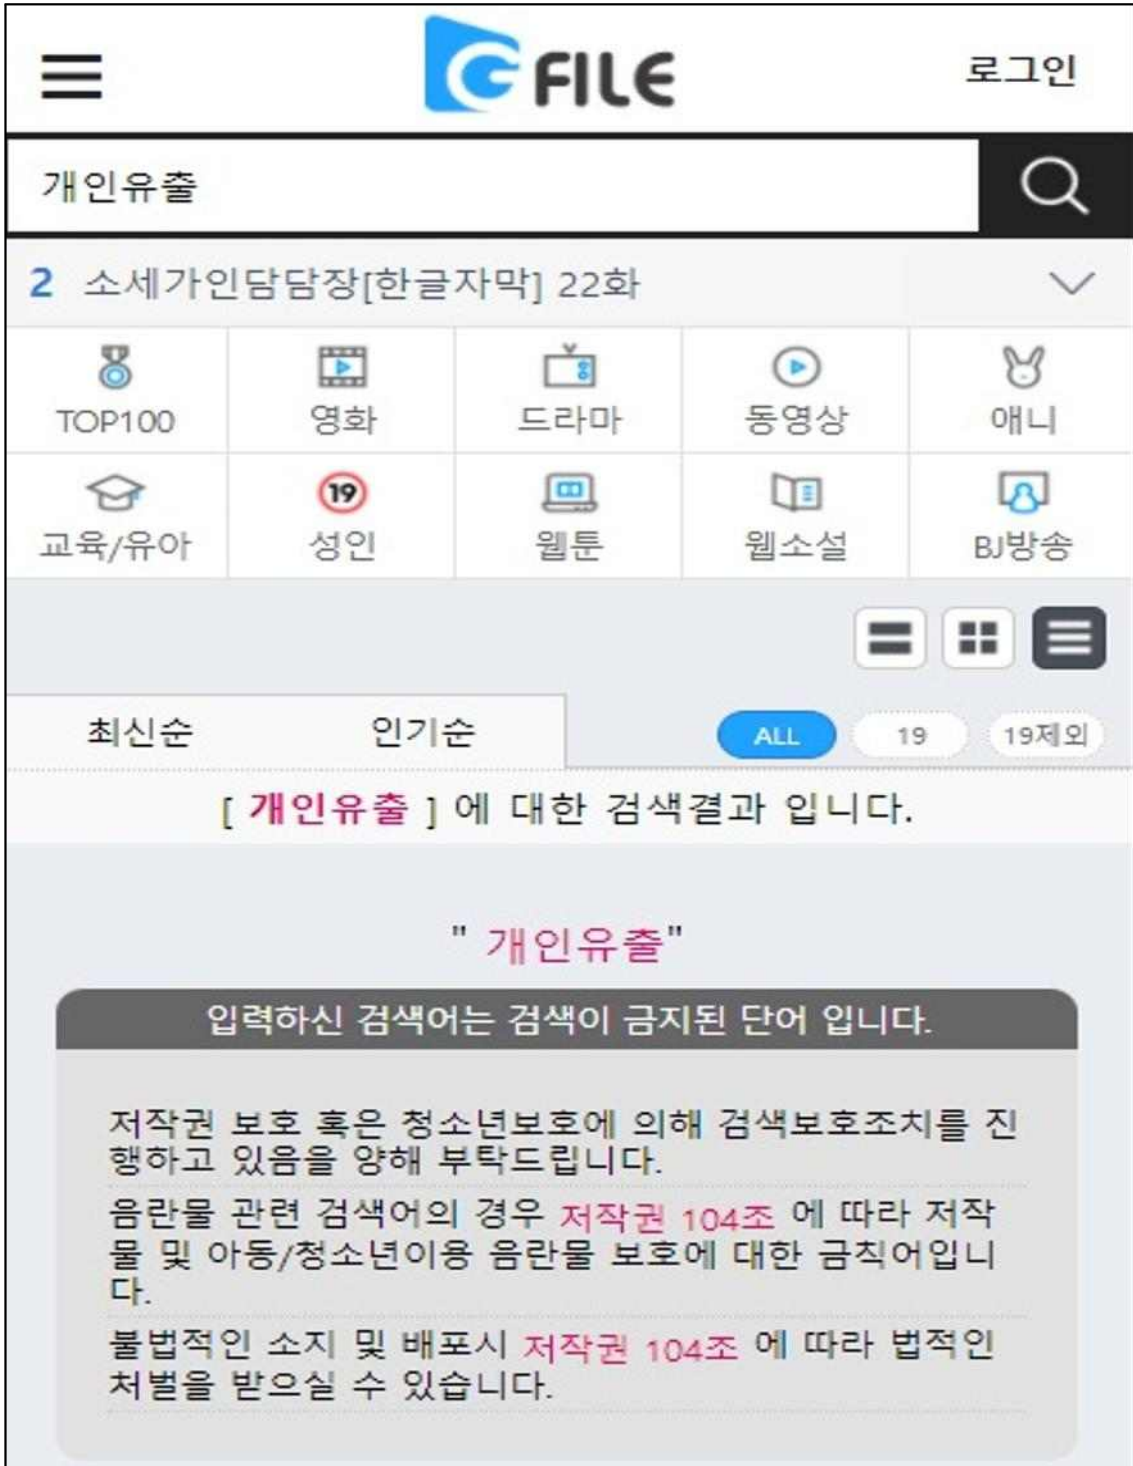 G FILE
로그인
개인유출
2 소세가인담담장[한글자막] 22화
TOP100 영화 드라마 동영상 애니
19
교육/유아 성인 웹툰 웹소설 BJ방송
최신순 인기순 ALL 19 19제외
[ 개인유출 ] 에 대한 검색결과 입니다.
" 개인유출"
입력하신 검색어는 검색이 금지된 단어 입니다.
저작권 보호 혹은 청소년보호에 의해 검색보호조치를 진
행하고 있음을 양해 부탁드립니다.
음란물 관련 검색어의 경우 저작권 104조 에 따라 저작
물 및 아동/청소년이용 음란물 보호에 대한 금칙어입니
다.
불법적인 소지 및 배포시 저작권 104조 에 따라 법적인
처벌을 받으실 수 있습니다.